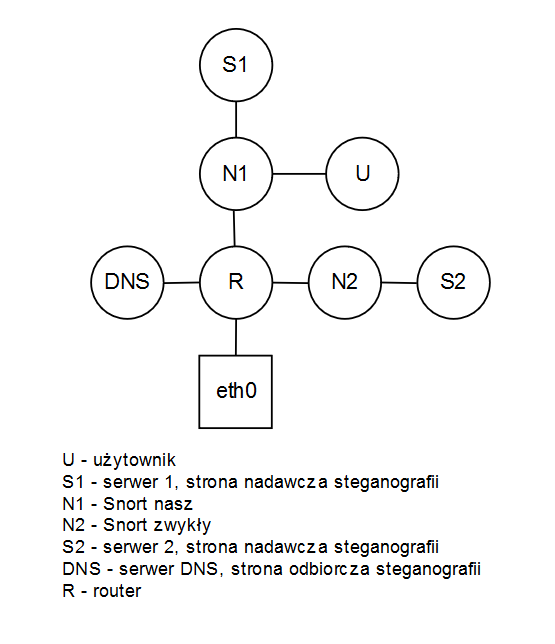 S1
N1
U
DNS
R
N2
S2
eth0
U - użytownik
S1 - serwer 1, strona nadawcza steganografii
N1 - Snort nasz
N2 - Snort zwykły
S2 - serwer 2, strona nadawcza steganografii
DNS - serwer DNS, strona odbiorcza steganografii
R - router